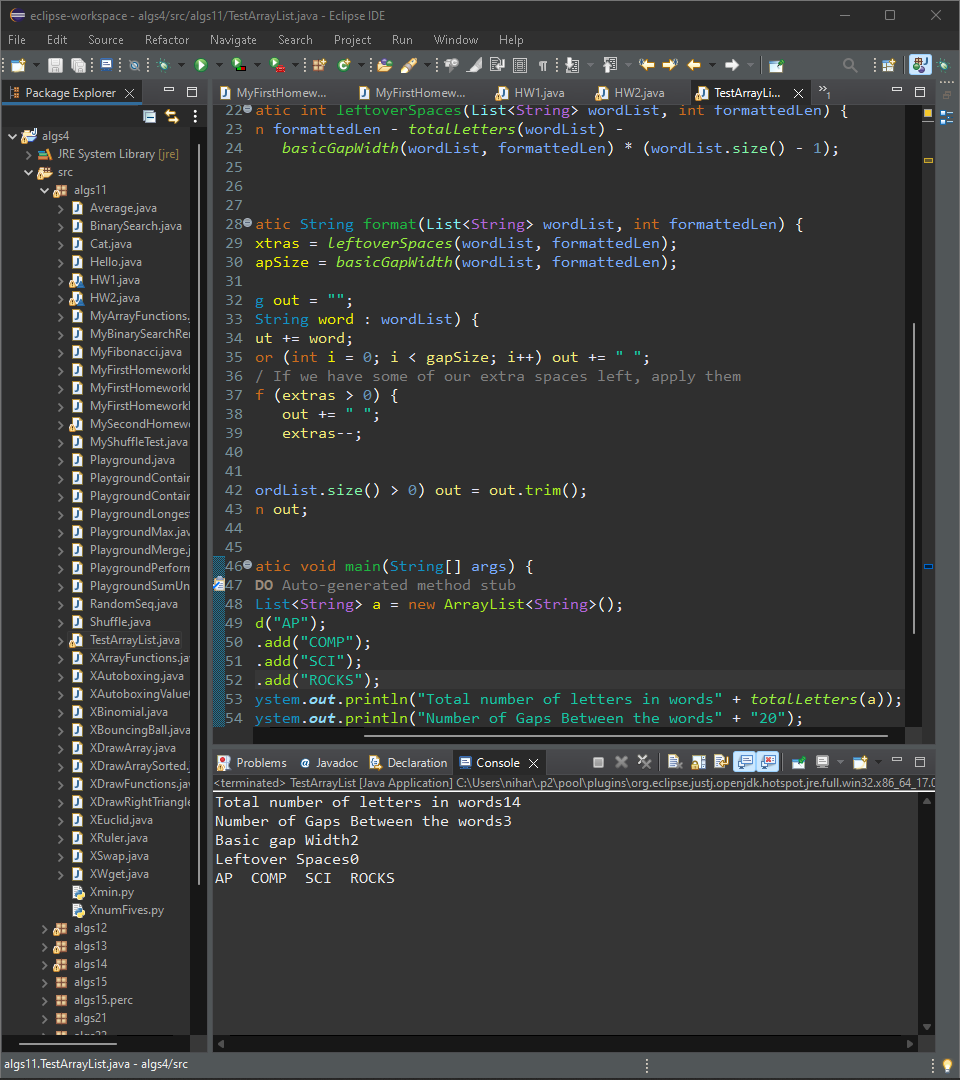 eclipse-workspace - algs4/src/algs11/TestArrayList.java - Eclipse IDE
File Edit Source Refactor Navigate Search Project Run Window Help
Package Explorer
algs4
JRE System Library [jre]
src
algs11
Average.java
BinarySearch.java
Cat.java
Hello.java
HW1.java
HW2.java
MyArrayFunctions.
MyBinarySearchRe
MyFibonacci.java
MyFirstHomework
MyFirstHomework
MyFirstHomework
MySecondHomew
MyShuffleTest.java
Playground.java
PlaygroundContain
PlaygroundContain
PlaygroundLonges
PlaygroundMax.jav
PlaygroundMerge.j
PlaygroundPerform
PlaygroundSumUn
RandomSeq.java
Shuffle.java
TestArrayList.java
XArrayFunctions.ja
XAutoboxing.java
XAutoboxingValue
XBinomial.java
XBouncingBall.java
XDrawArray.java
XDrawArraySorted.
XDrawFunctions.ja
XDrawRightTriangle
XEuclid.java
XRuler.java
XSwap.java
XWget.java
Xmin.py
XnumFives.py
algs12
algs13
algs14
algs15
algs15.perc
algs21
MyFirstHomew... MyFirstHomew... HW1.java HW2.java TestArrayLi... »1
22 atic int leftoverSpaces(List<String> wordList, int formattedLen) {
23 n formattedLen - totalLetters(wordList) -
24 basicGapWidth(wordList, formattedLen) * (wordList.size() - 1);
25
26
27
28 atic String format(List<String> wordList, int formattedLen) {
29 xtras = leftoverSpaces(wordList, formattedLen);
30 apSize = basicGapWidth(wordList, formattedLen);
31
32 g out = "";
33 String word : wordList) {
34 ut += word;
35 or (int i = 0; i < gapSize; i++) out += " ";
36 / If we have some of our extra spaces left, apply them
37 f (extras > 0) {
38 out += " ";
39 extras--;
40
41
42 ordList.size() > 0) out = out.trim();
43 n out;
44
45
46 atic void main(String[] args) {
47 DO Auto-generated method stub
48 List<String> a = new ArrayList<String>();
49 d("AP");
50 .add("COMP");
51 .add("SCI");
52 .add("ROCKS");
53 ystem.out.println("Total number of letters in words" + totalLetters(a));
54 ystem.out.println("Number of Gaps Between the words" + "20");
Problems @ Javadoc Declaration Console
<terminated> TestArrayList [Java Application] C:\Users\nihar\.p2\pool\plugins\org.eclipse.justj.openjdk.hotspot.jre.full.win32.x86_64_17.0
Total number of letters in words14
Number of Gaps Between the words3
Basic gap Width2
Leftover Spaces0
AP  COMP  SCI  ROCKS
algs11.TestArrayList.java - algs4/src